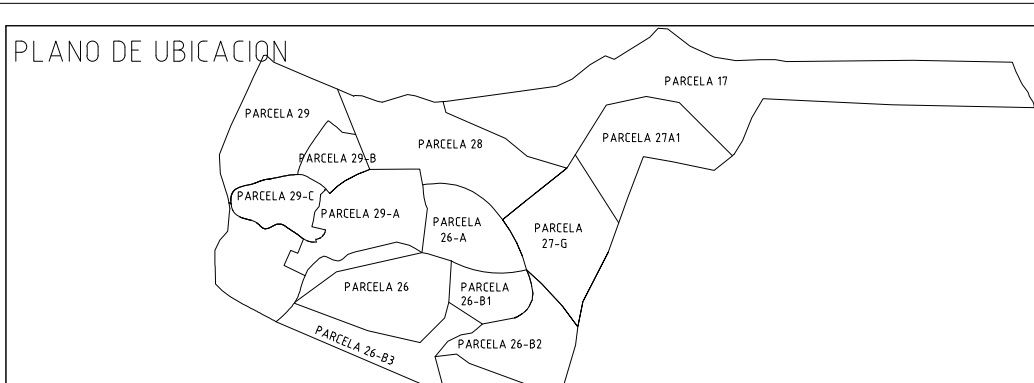 PLANO DE UBICACION
PARCELA 17
PARCELA 29
PARCELA 27A1
PARCELA 28
PARCELA 29-B
PARCELA 29-C
PARCELA 29-A
PARCELA
26-A
PARCELA
27-G
PARCELA 26
PARCELA
26-B1
PARCELA 26-B2
PARCELA 26-B3